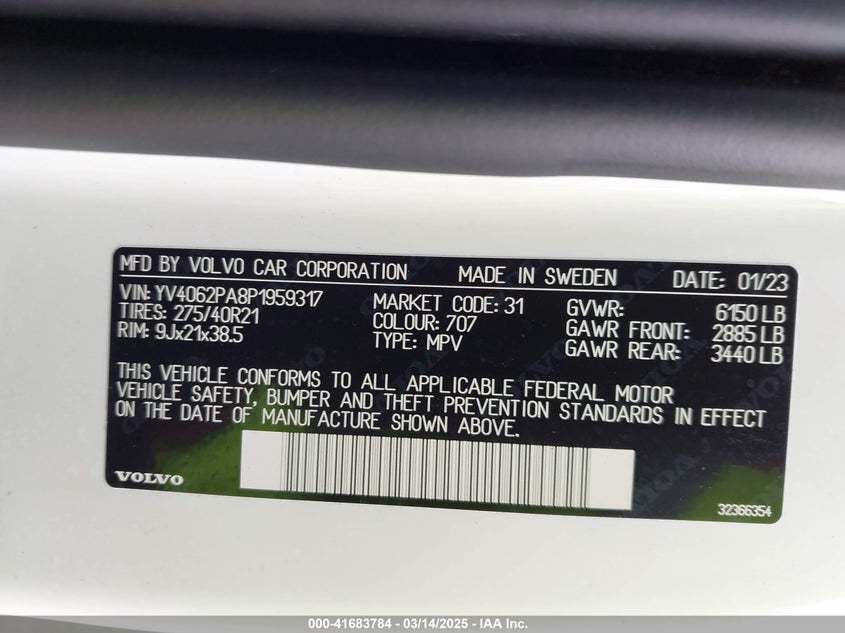 MFD BY VOLVO CAR CORPORATION MADE IN SWEDEN DATE: 01/23
VIN: YV4062PA8P1959317 MARKET CODE: 31 GVWR: 6150 LB
TIRES: 275/40R21 COLOUR: 707 GAWR FRONT: 2885 LB
RIM: 9Jx21x38.5 TYPE: MPV GAWR REAR: 3440 LB
THIS VEHICLE CONFORMS TO ALL APPLICABLE FEDERAL MOTOR
VEHICLE SAFETY, BUMPER AND THEFT PREVENTION STANDARDS IN EFFECT
ON THE DATE OF MANUFACTURE SHOWN ABOVE.
VOLVO 32366354
000-41683784 - 03/14/2025 - IAA Inc.